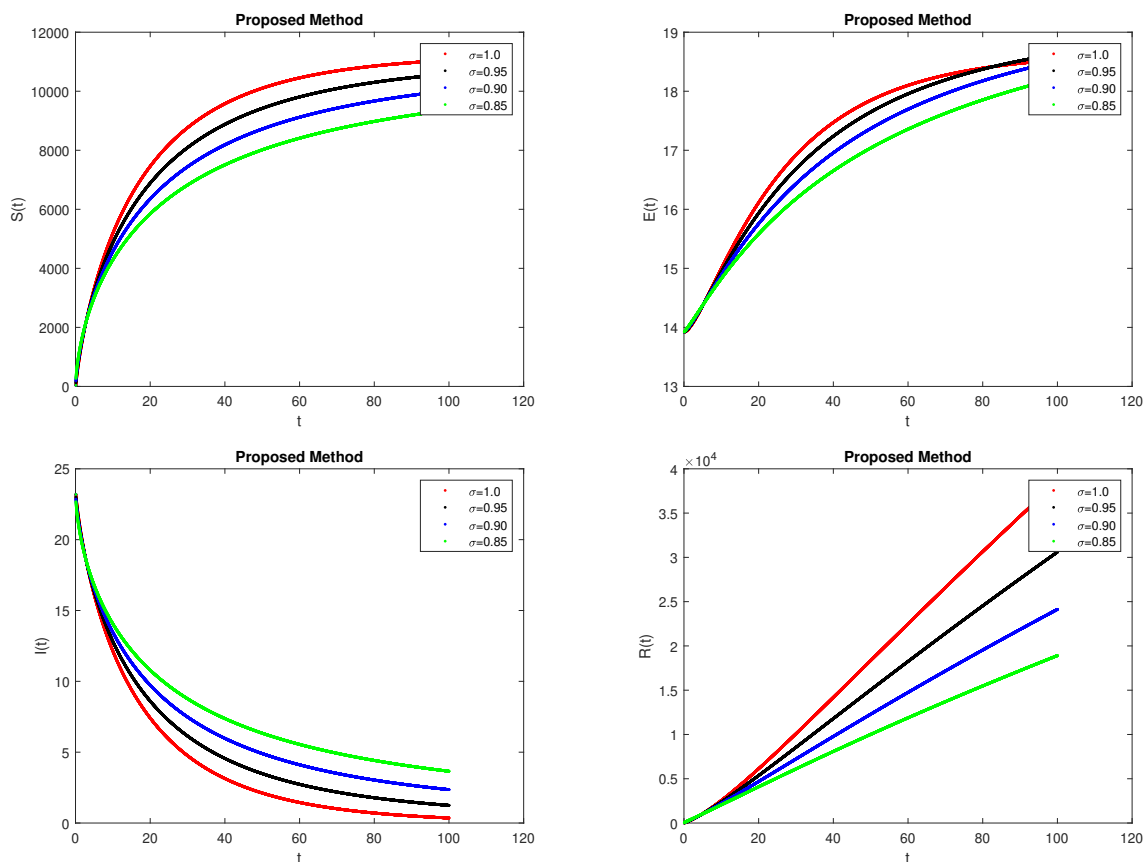 Proposed Method
12000
10000
8000
6000
4000
2000
0
S(t)
0 20 40 60 80 100 120
t
σ=1.0
σ=0.95
σ=0.90
σ=0.85
Proposed Method
19
18
17
16
15
14
13
E(t)
0 20 40 60 80 100 120
t
σ=1.0
σ=0.95
σ=0.90
σ=0.85
Proposed Method
25
20
15
10
5
0
I(t)
0 20 40 60 80 100 120
t
σ=1.0
σ=0.95
σ=0.90
σ=0.85
Proposed Method
×10⁴
4
3.5
3
2.5
2
1.5
1
0.5
0
R(t)
0 20 40 60 80 100 120
t
σ=1.0
σ=0.95
σ=0.90
σ=0.85